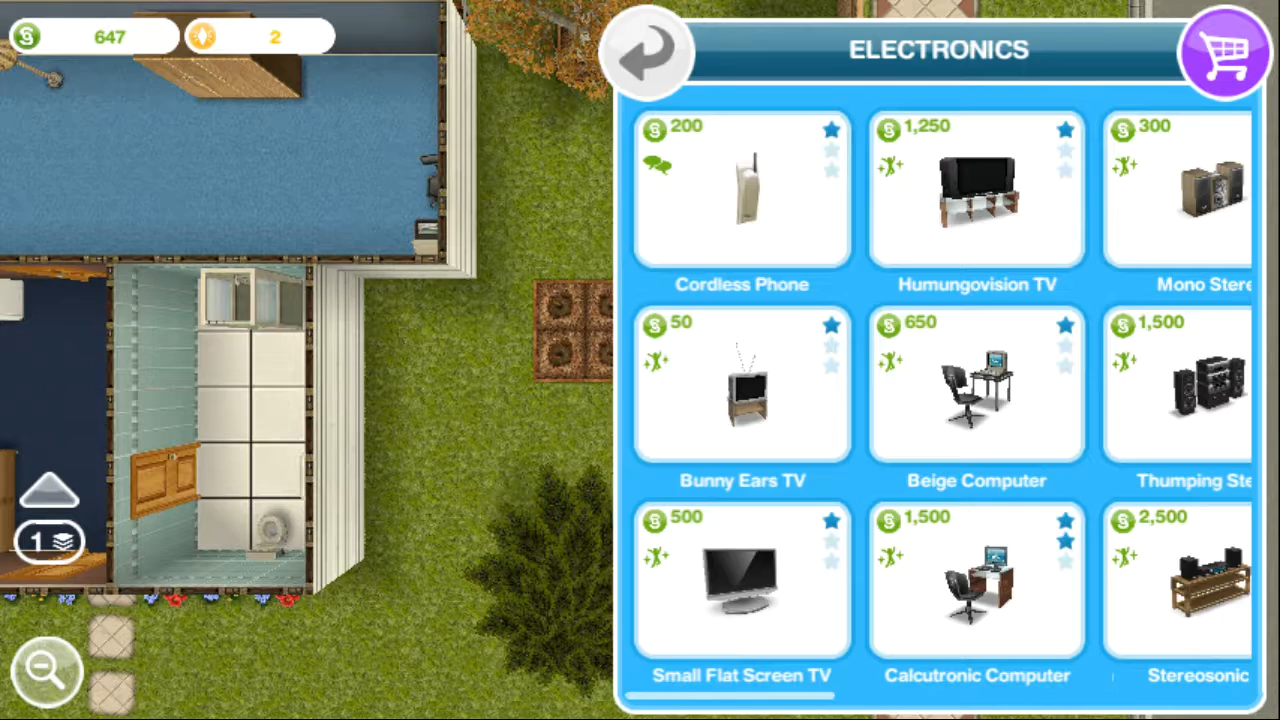 647
2
ELECTRONICS
200
1,250
300
Cordless Phone
Humungovision TV
Mono Stere
50
650
1,500
Bunny Ears TV
Beige Computer
Thumping Ste
500
1,500
2,500
Small Flat Screen TV
Calcutronic Computer
Stereosonic
1